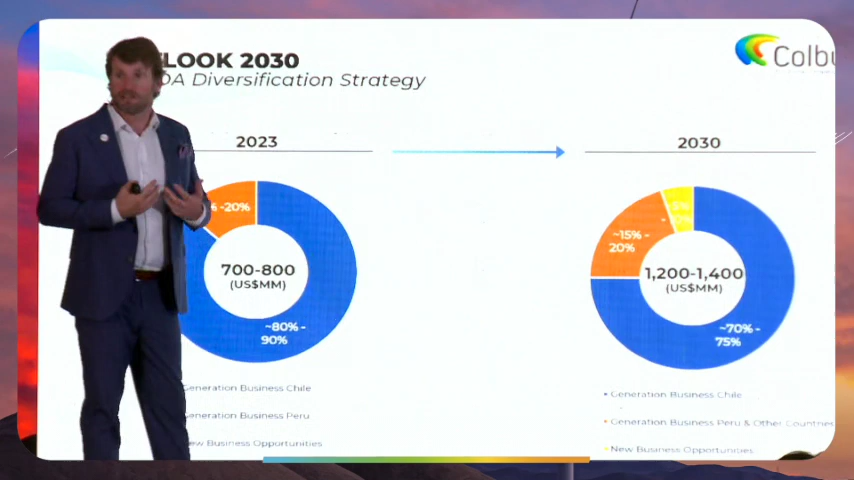 LOOK 2030
DA Diversification Strategy
Colbu
2023
2030
% -20%
700-800
(US$MM)
~80% -
90%
~15% -
20%
1,200-1,400
(US$MM)
~70% -
75%
Generation Business Chile
Generation Business Peru
ew Business Opportunities
Generation Business Chile
Generation Business Peru & Other Countries
New Business Opportunities